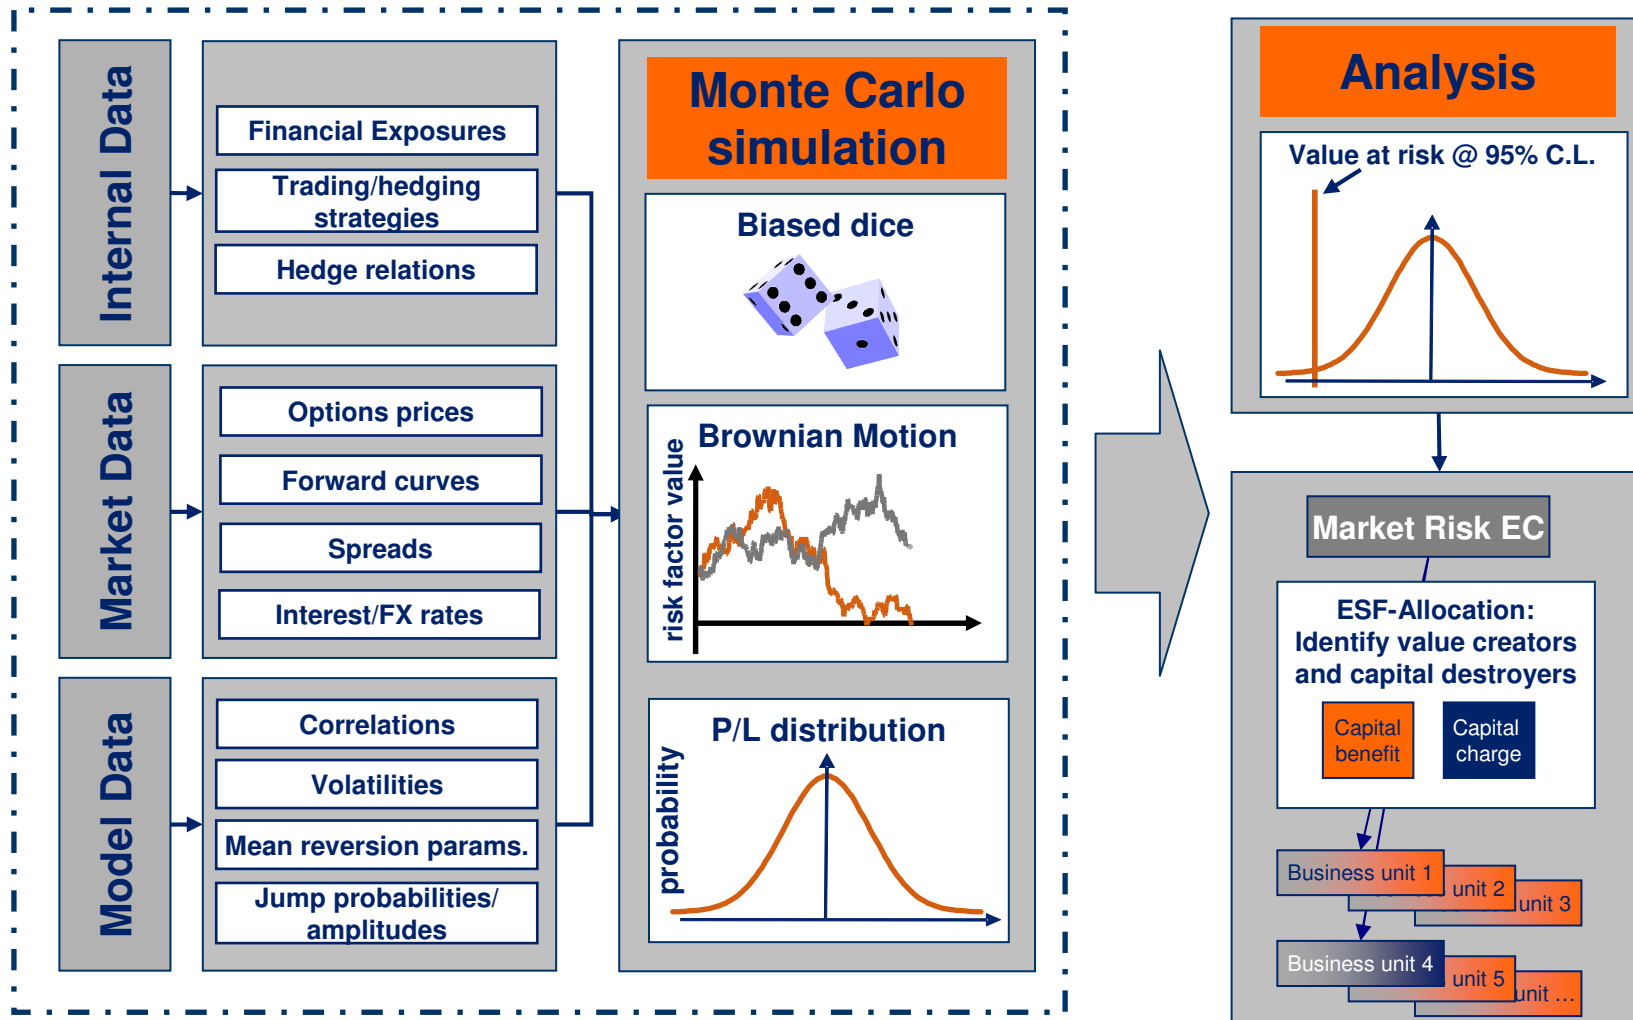 Internal Data
Financial Exposures
Trading/hedging
strategies
Hedge relations
Market Data
Options prices
Forward curves
Spreads
Interest/FX rates
Model Data
Correlations
Volatilities
Mean reversion params.
Jump probabilities/
amplitudes
Monte Carlo
simulation
Biased dice
Brownian Motion
risk factor value
P/L distribution
probability
Analysis
Value at risk @ 95% C.L.
Market Risk EC
ESF-Allocation:
Identify value creators
and capital destroyers
Capital
benefit
Capital
charge
Business unit 1
unit 2
unit 3
Business unit 4
unit 5
unit …